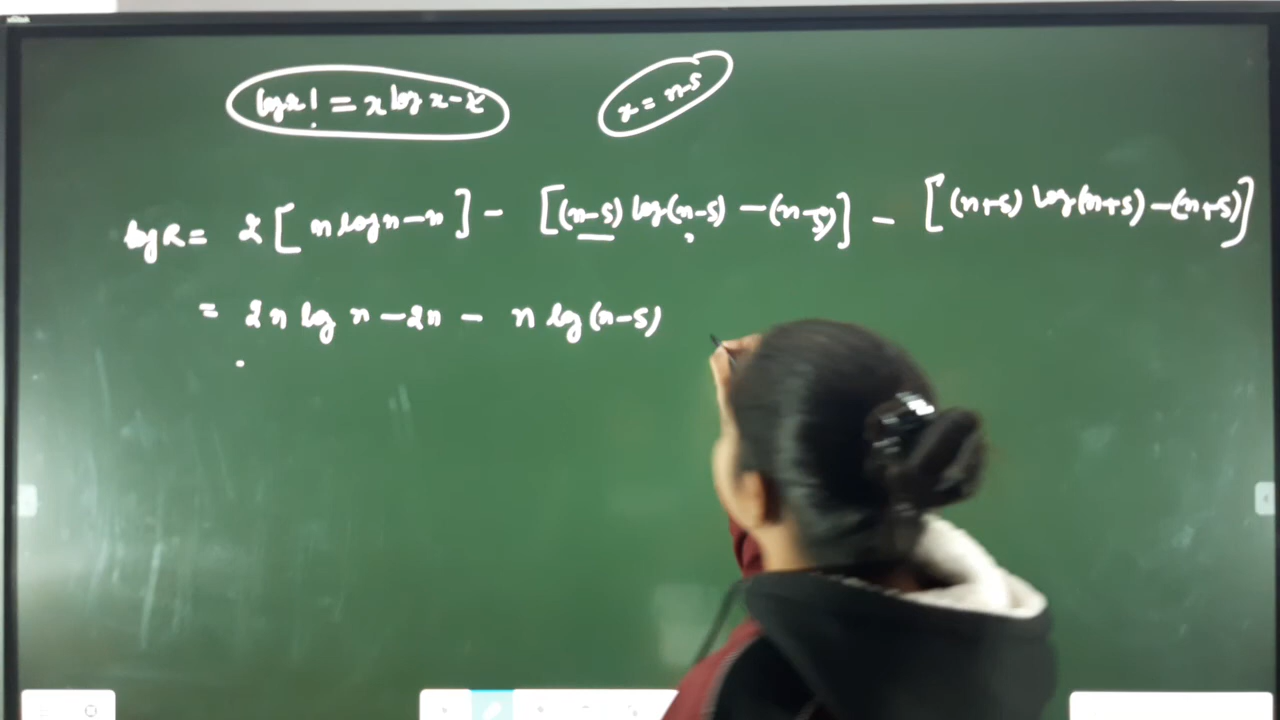 log x! = x log x - x
x = n-s
log R = 2[n log n - n] - [(n-s) log(n-s) - (n-s)] - [(n+s) log(n+s) - (n+s)]
= 2n log n - 2n - n log(n-s)